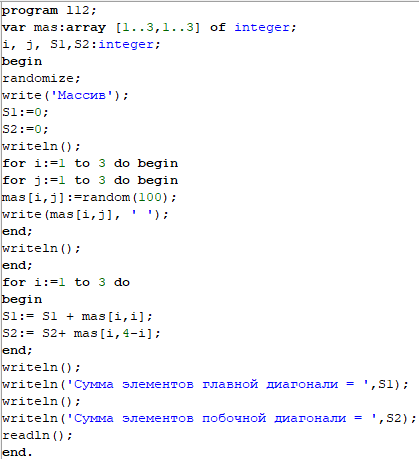 program l12;
var mas:array [1..3,1..3] of integer;
i, j, S1,S2:integer;
begin
randomize;
write('Массив');
S1:=0;
S2:=0;
writeln();
for i:=1 to 3 do begin
for j:=1 to 3 do begin
mas[i,j]:=random(100);
write(mas[i,j], ' ');
end;
writeln();
end;
for i:=1 to 3 do
begin
S1:= S1 + mas[i,i];
S2:= S2+ mas[i,4-i];
end;
writeln();
writeln('Сумма элементов главной диагонали = ',S1);
writeln();
writeln('Сумма элементов побочной диагонали = ',S2);
readln();
end.